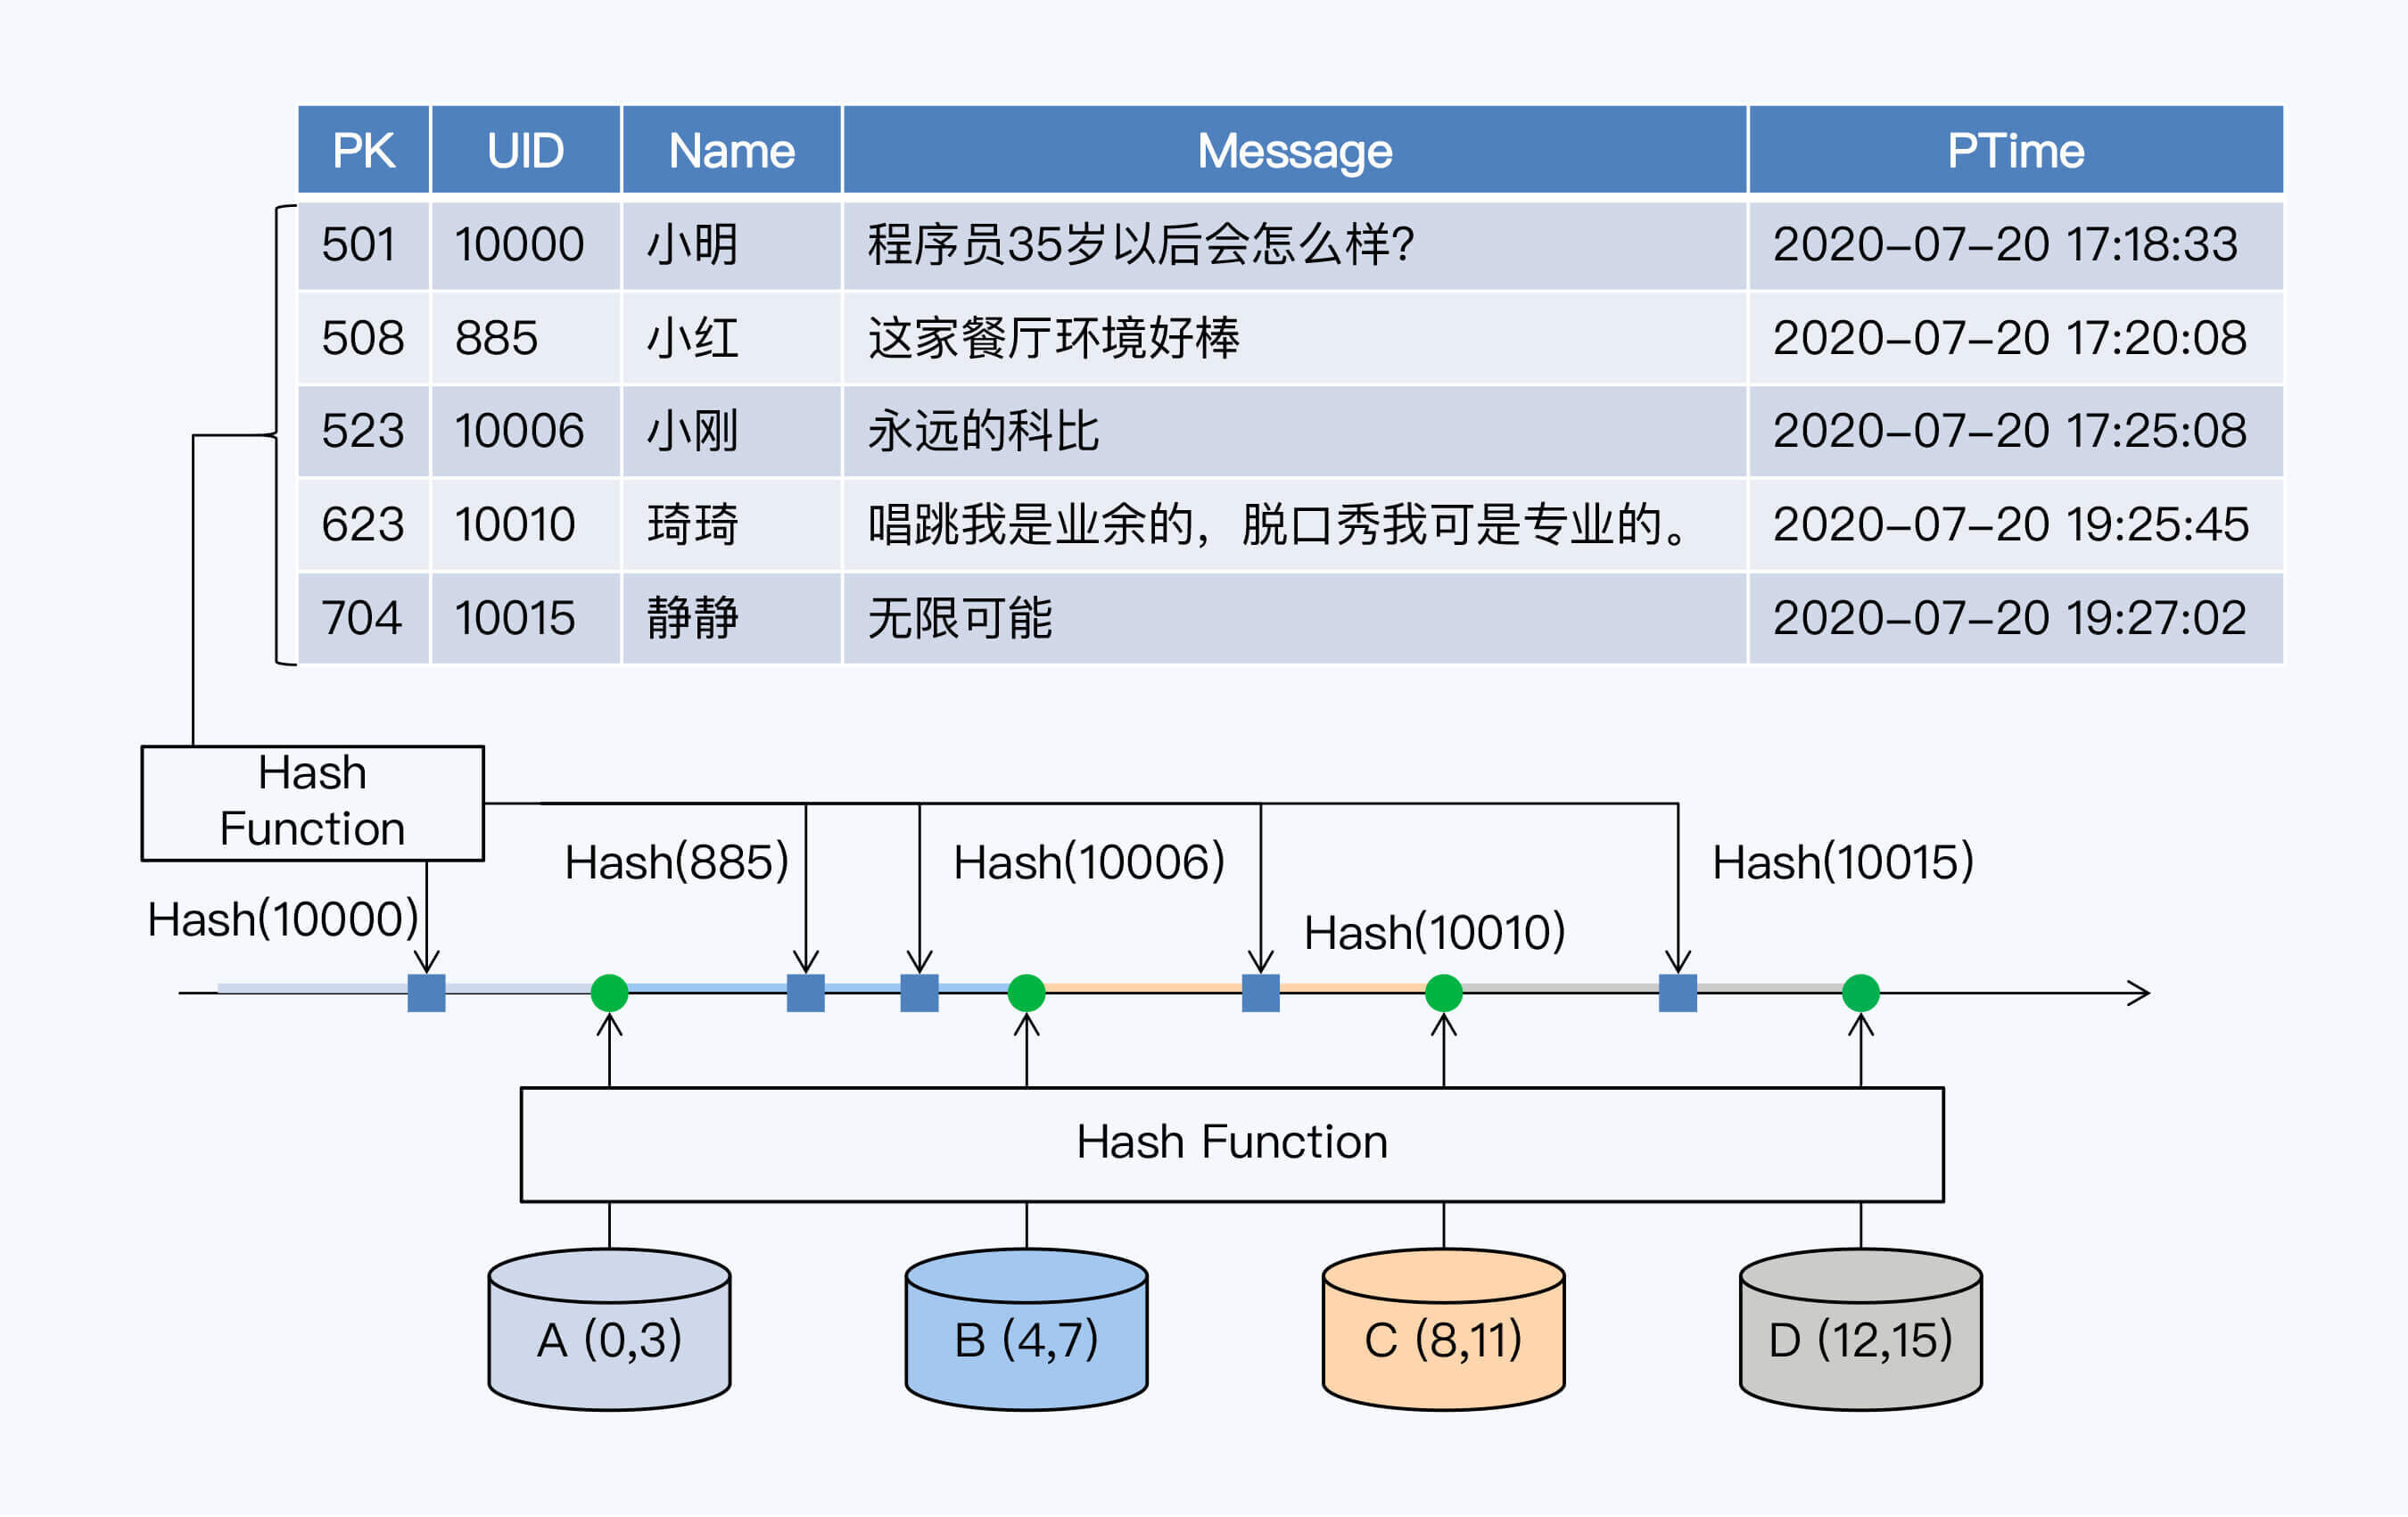 PK UID Name Message PTime
501 10000 小明 程序员35岁以后会怎么样? 2020-07-20 17:18:33
508 885 小红 这家餐厅环境好棒 2020-07-20 17:20:08
523 10006 小刚 永远的科比 2020-07-20 17:25:08
623 10010 琦琦 唱跳我是业余的，脱口秀我可是专业的。 2020-07-20 19:25:45
704 10015 静静 无限可能 2020-07-20 19:27:02
Hash
Function
Hash(885) Hash(10006) Hash(10015)
Hash(10000) Hash(10010)
Hash Function
A (0,3) B (4,7) C (8,11) D (12,15)